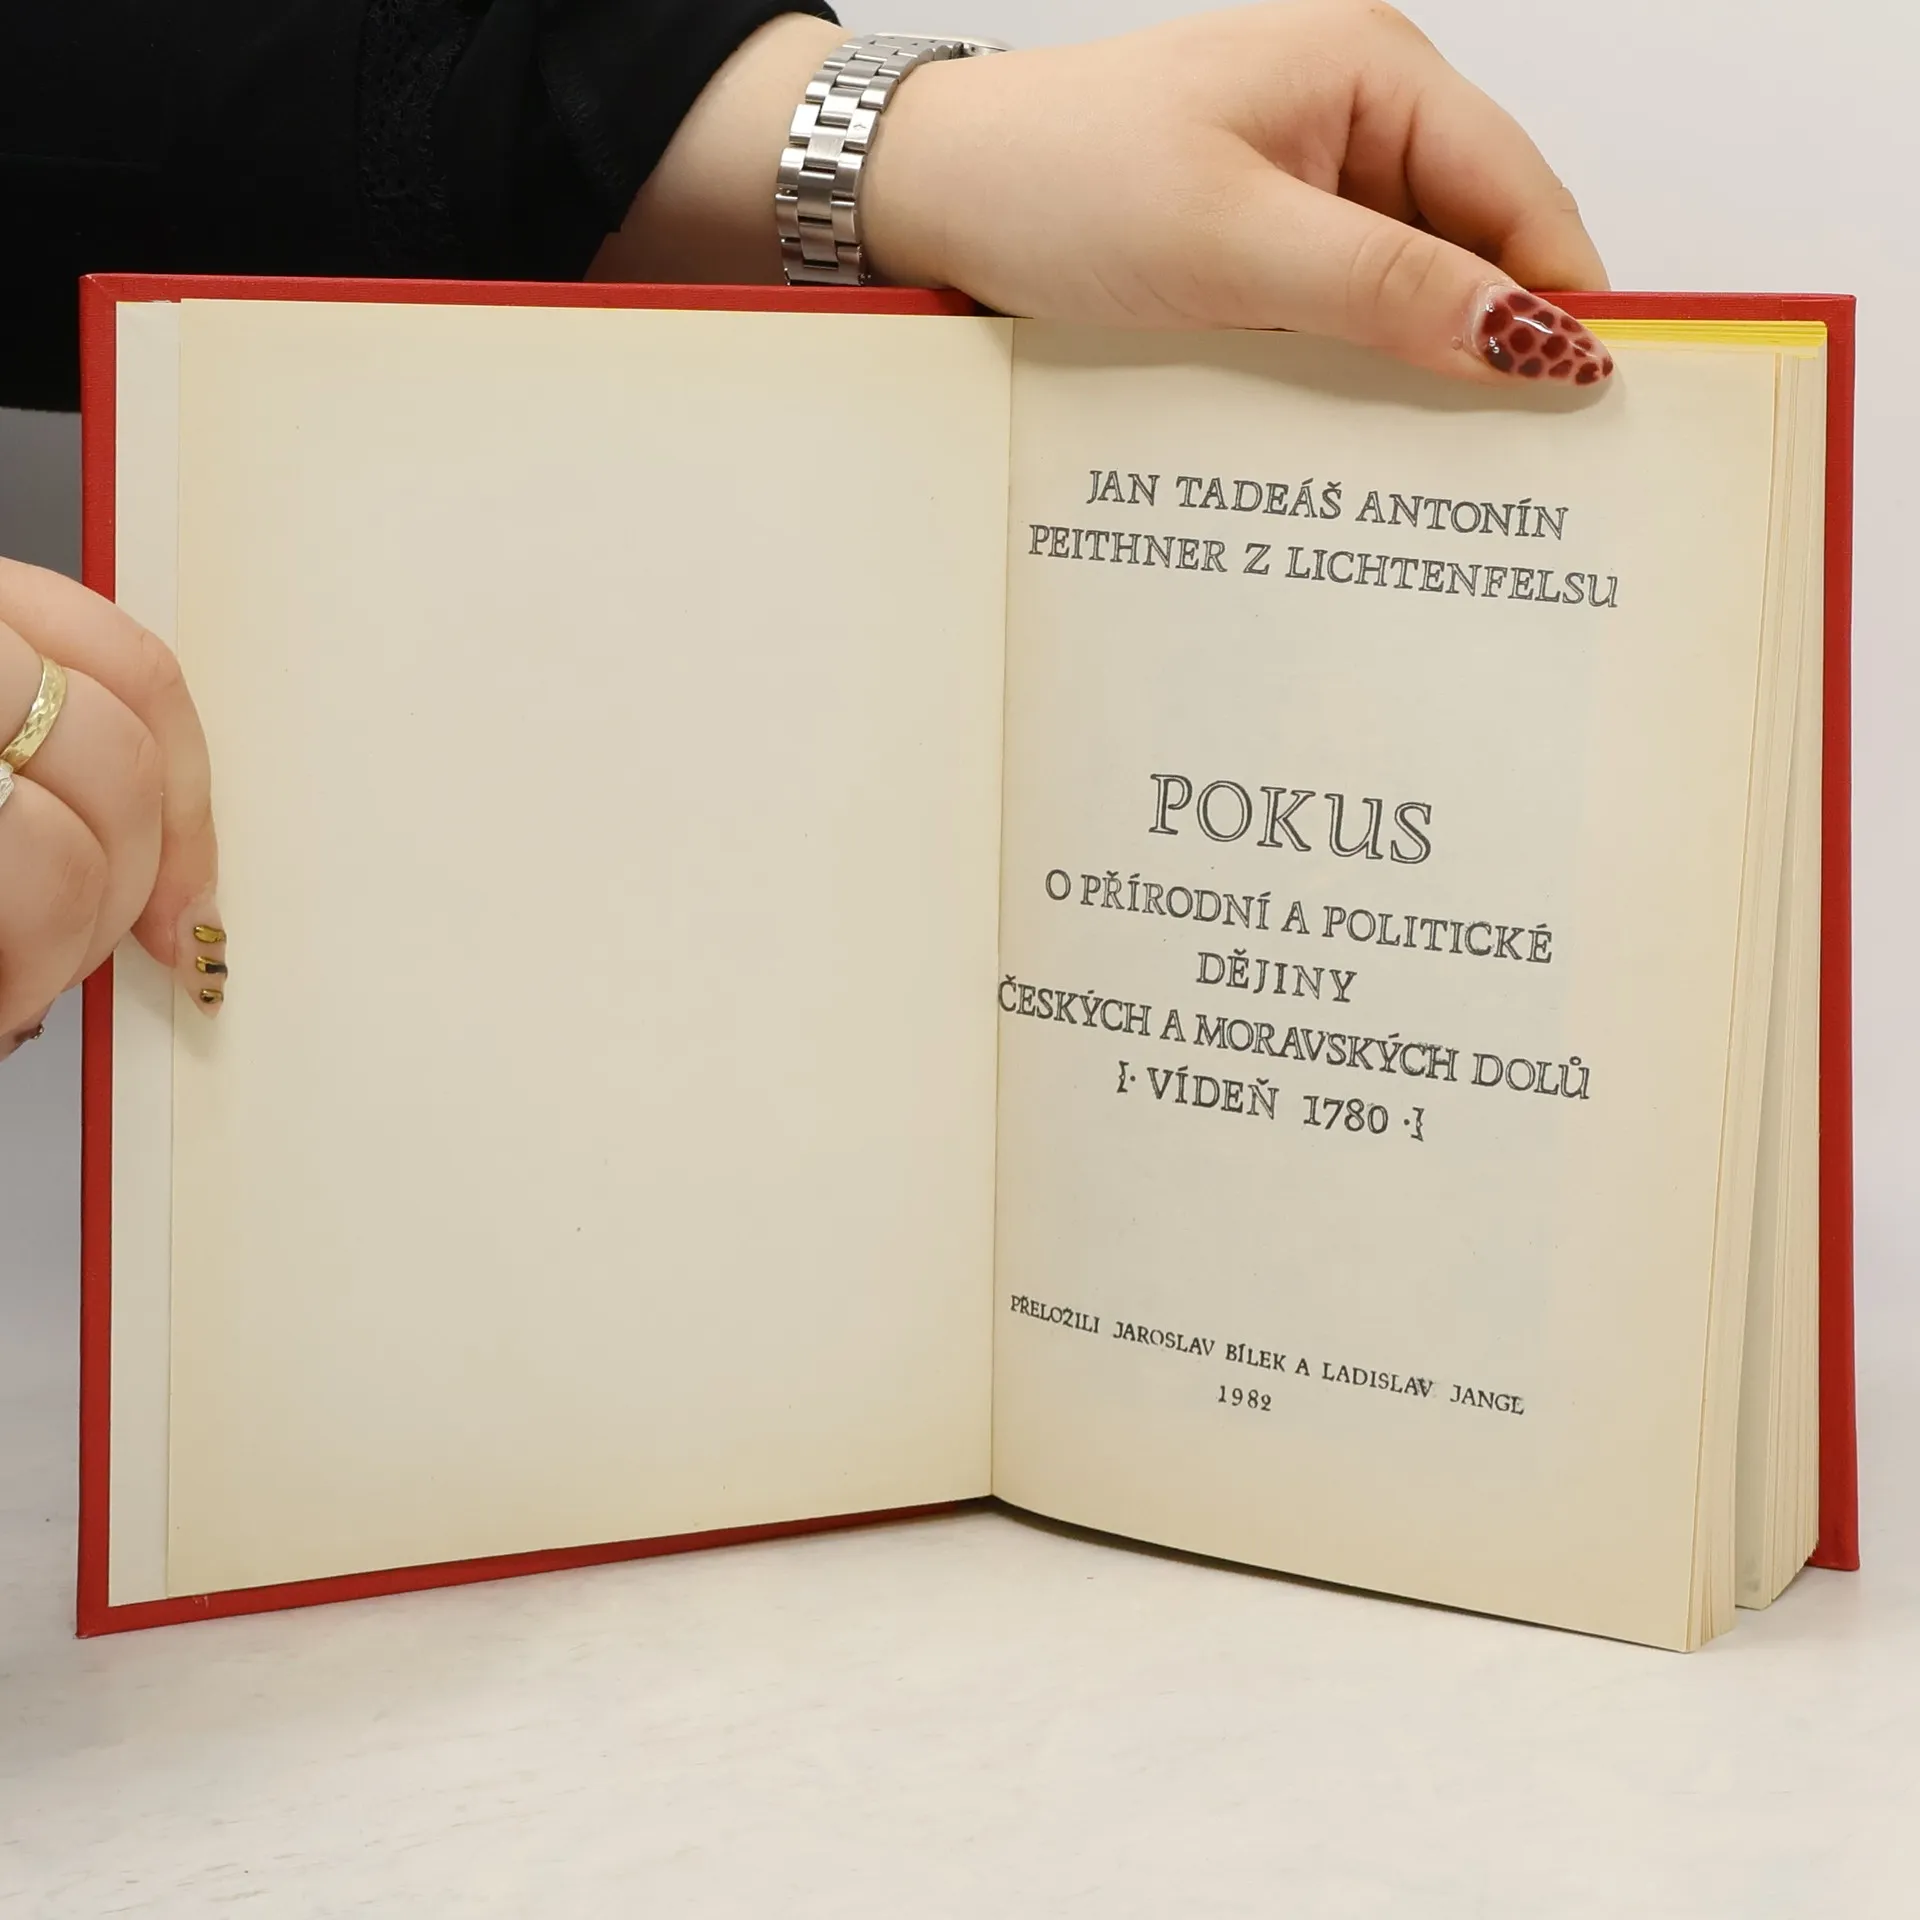 JAN TADEÁŠ ANTONÍN
PEITHNER Z LICHTENFELSU
POKUS
O PŘÍRODNÍ A POLITICKÉ
DĚJINY
ČESKÝCH A MORAVSKÝCH DOLŮ
VÍDEŇ 1780
PŘELOŽILI JAROSLAV BÍLEK A LADISLAV JANGL
1982